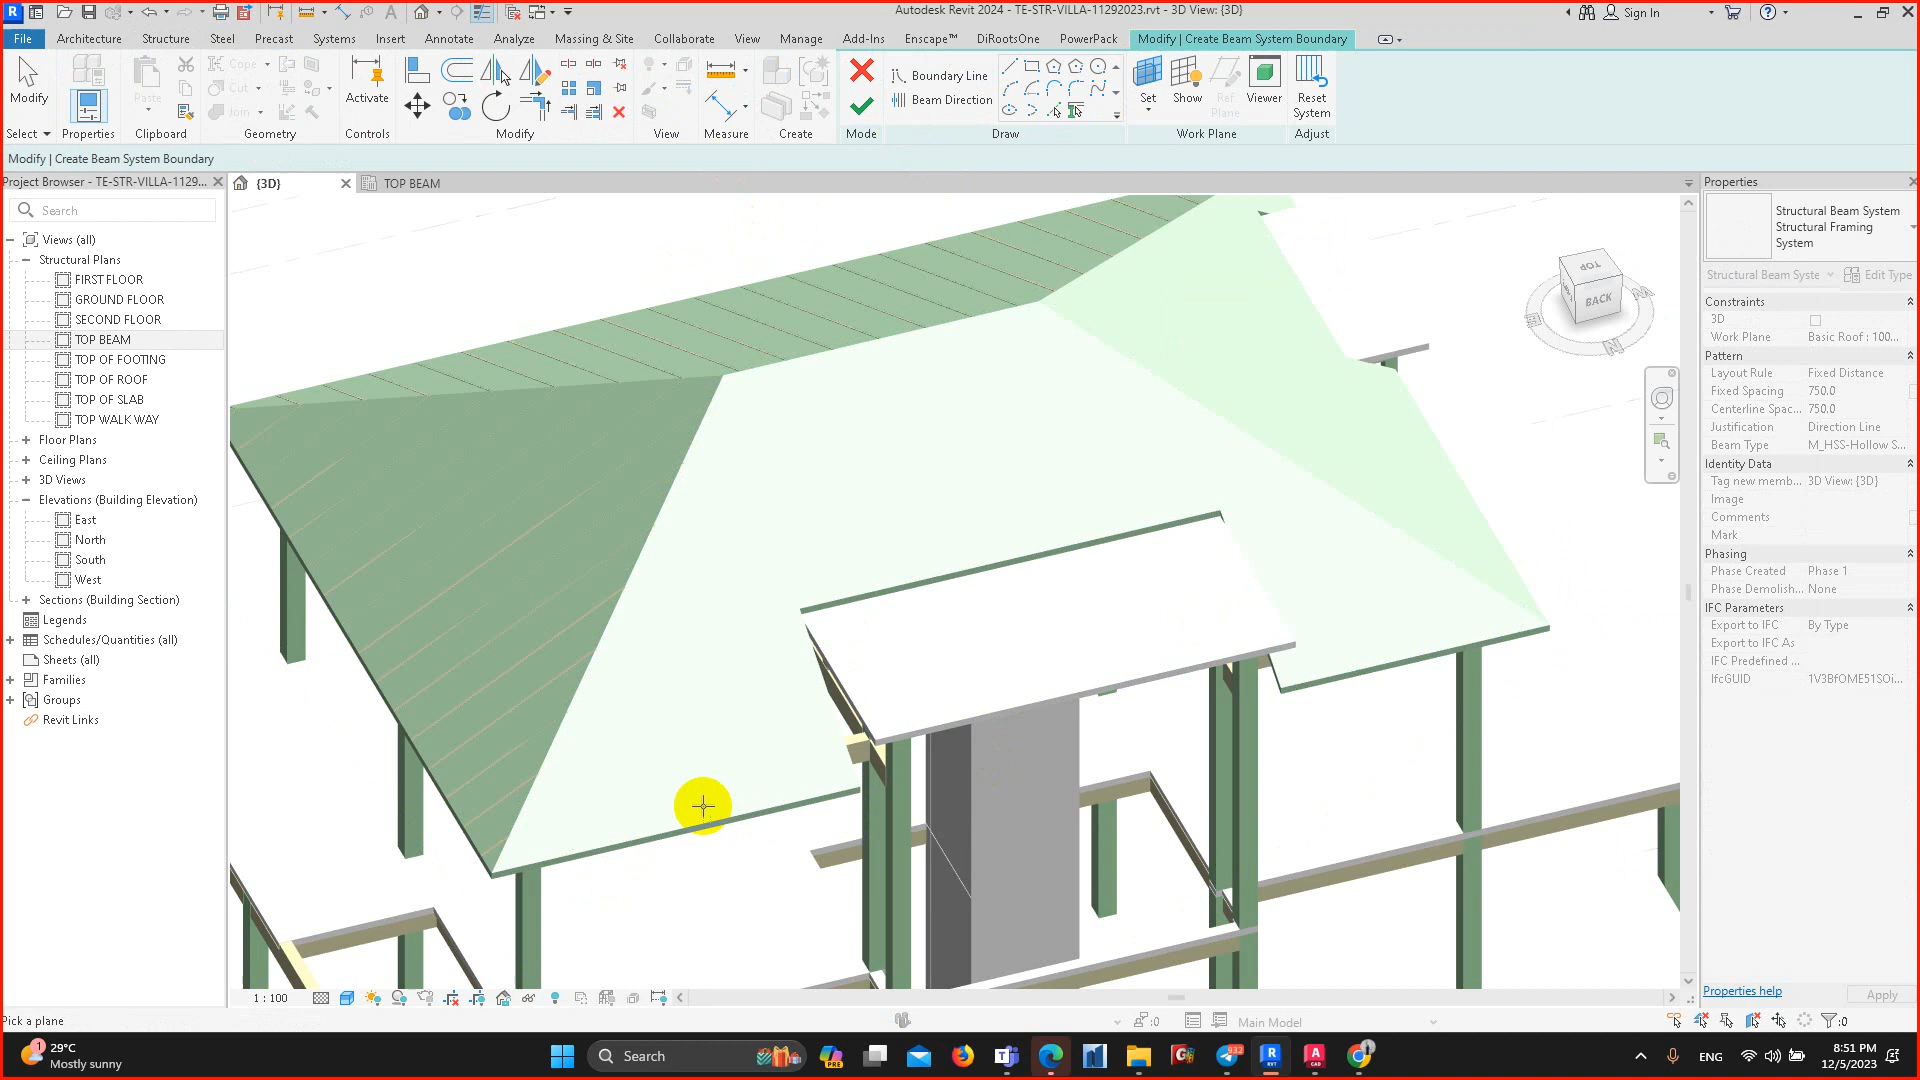 Autodesk Revit 2024 - TE-STR-VILLA-11292023.rvt - 3D View: {3D}
Sign In
File Architecture Structure Steel Precast Systems Insert Annotate Analyze Massing & Site Collaborate View Manage Add-Ins Enscape™ DiRootsOne PowerPack Modify | Create Beam System Boundary
Modify
Paste
Cope
Cut
Join
Activate
Boundary Line
Beam Direction
Set
Show
Ref Plane
Viewer
Reset System
Select Properties Clipboard Geometry Controls Modify View Measure Create Mode Draw Work Plane Adjust
Modify | Create Beam System Boundary
Project Browser - TE-STR-VILLA-1129...
{3D}
TOP BEAM
Search
Views (all)
Structural Plans
FIRST FLOOR
GROUND FLOOR
SECOND FLOOR
TOP BEAM
TOP OF FOOTING
TOP OF ROOF
TOP OF SLAB
TOP WALK WAY
Floor Plans
Ceiling Plans
3D Views
Elevations (Building Elevation)
East
North
South
West
Sections (Building Section)
Legends
Schedules/Quantities (all)
Sheets (all)
Families
Groups
Revit Links
TOP
BACK
N
Properties
Structural Beam System
Structural Framing
System
Structural Beam Syste
Edit Type
Constraints
3D
Work Plane Basic Roof : 100...
Pattern
Layout Rule Fixed Distance
Fixed Spacing 750.0
Centerline Spac... 750.0
Justification Direction Line
Beam Type M_HSS-Hollow S...
Identity Data
Tag new memb... 3D View: {3D}
Image
Comments
Mark
Phasing
Phase Created Phase 1
Phase Demolish... None
IFC Parameters
Export to IFC By Type
Export to IFC As
IFC Predefined ...
IfcGUID 1V3BfOME51SOi...
Properties help
Apply
1 : 100
Pick a plane
:0
Main Model
:0
1
29°C
Mostly sunny
Search
PRE
932
RVT
CAD
ENG
8:51 PM
12/5/2023